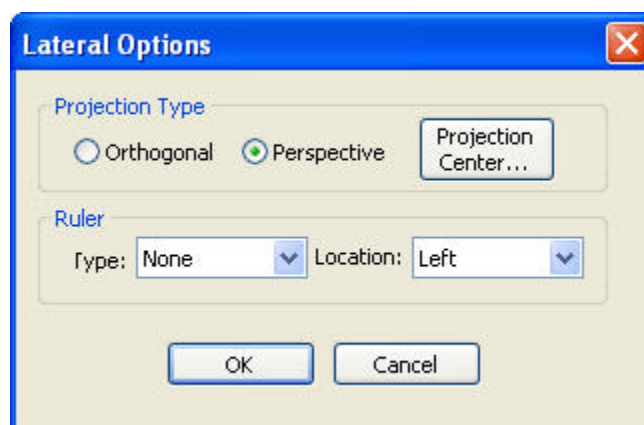 Lateral Options
Projection Type
Orthogonal Perspective Projection
Center...
Ruler
Type: None Location: Left
OK Cancel